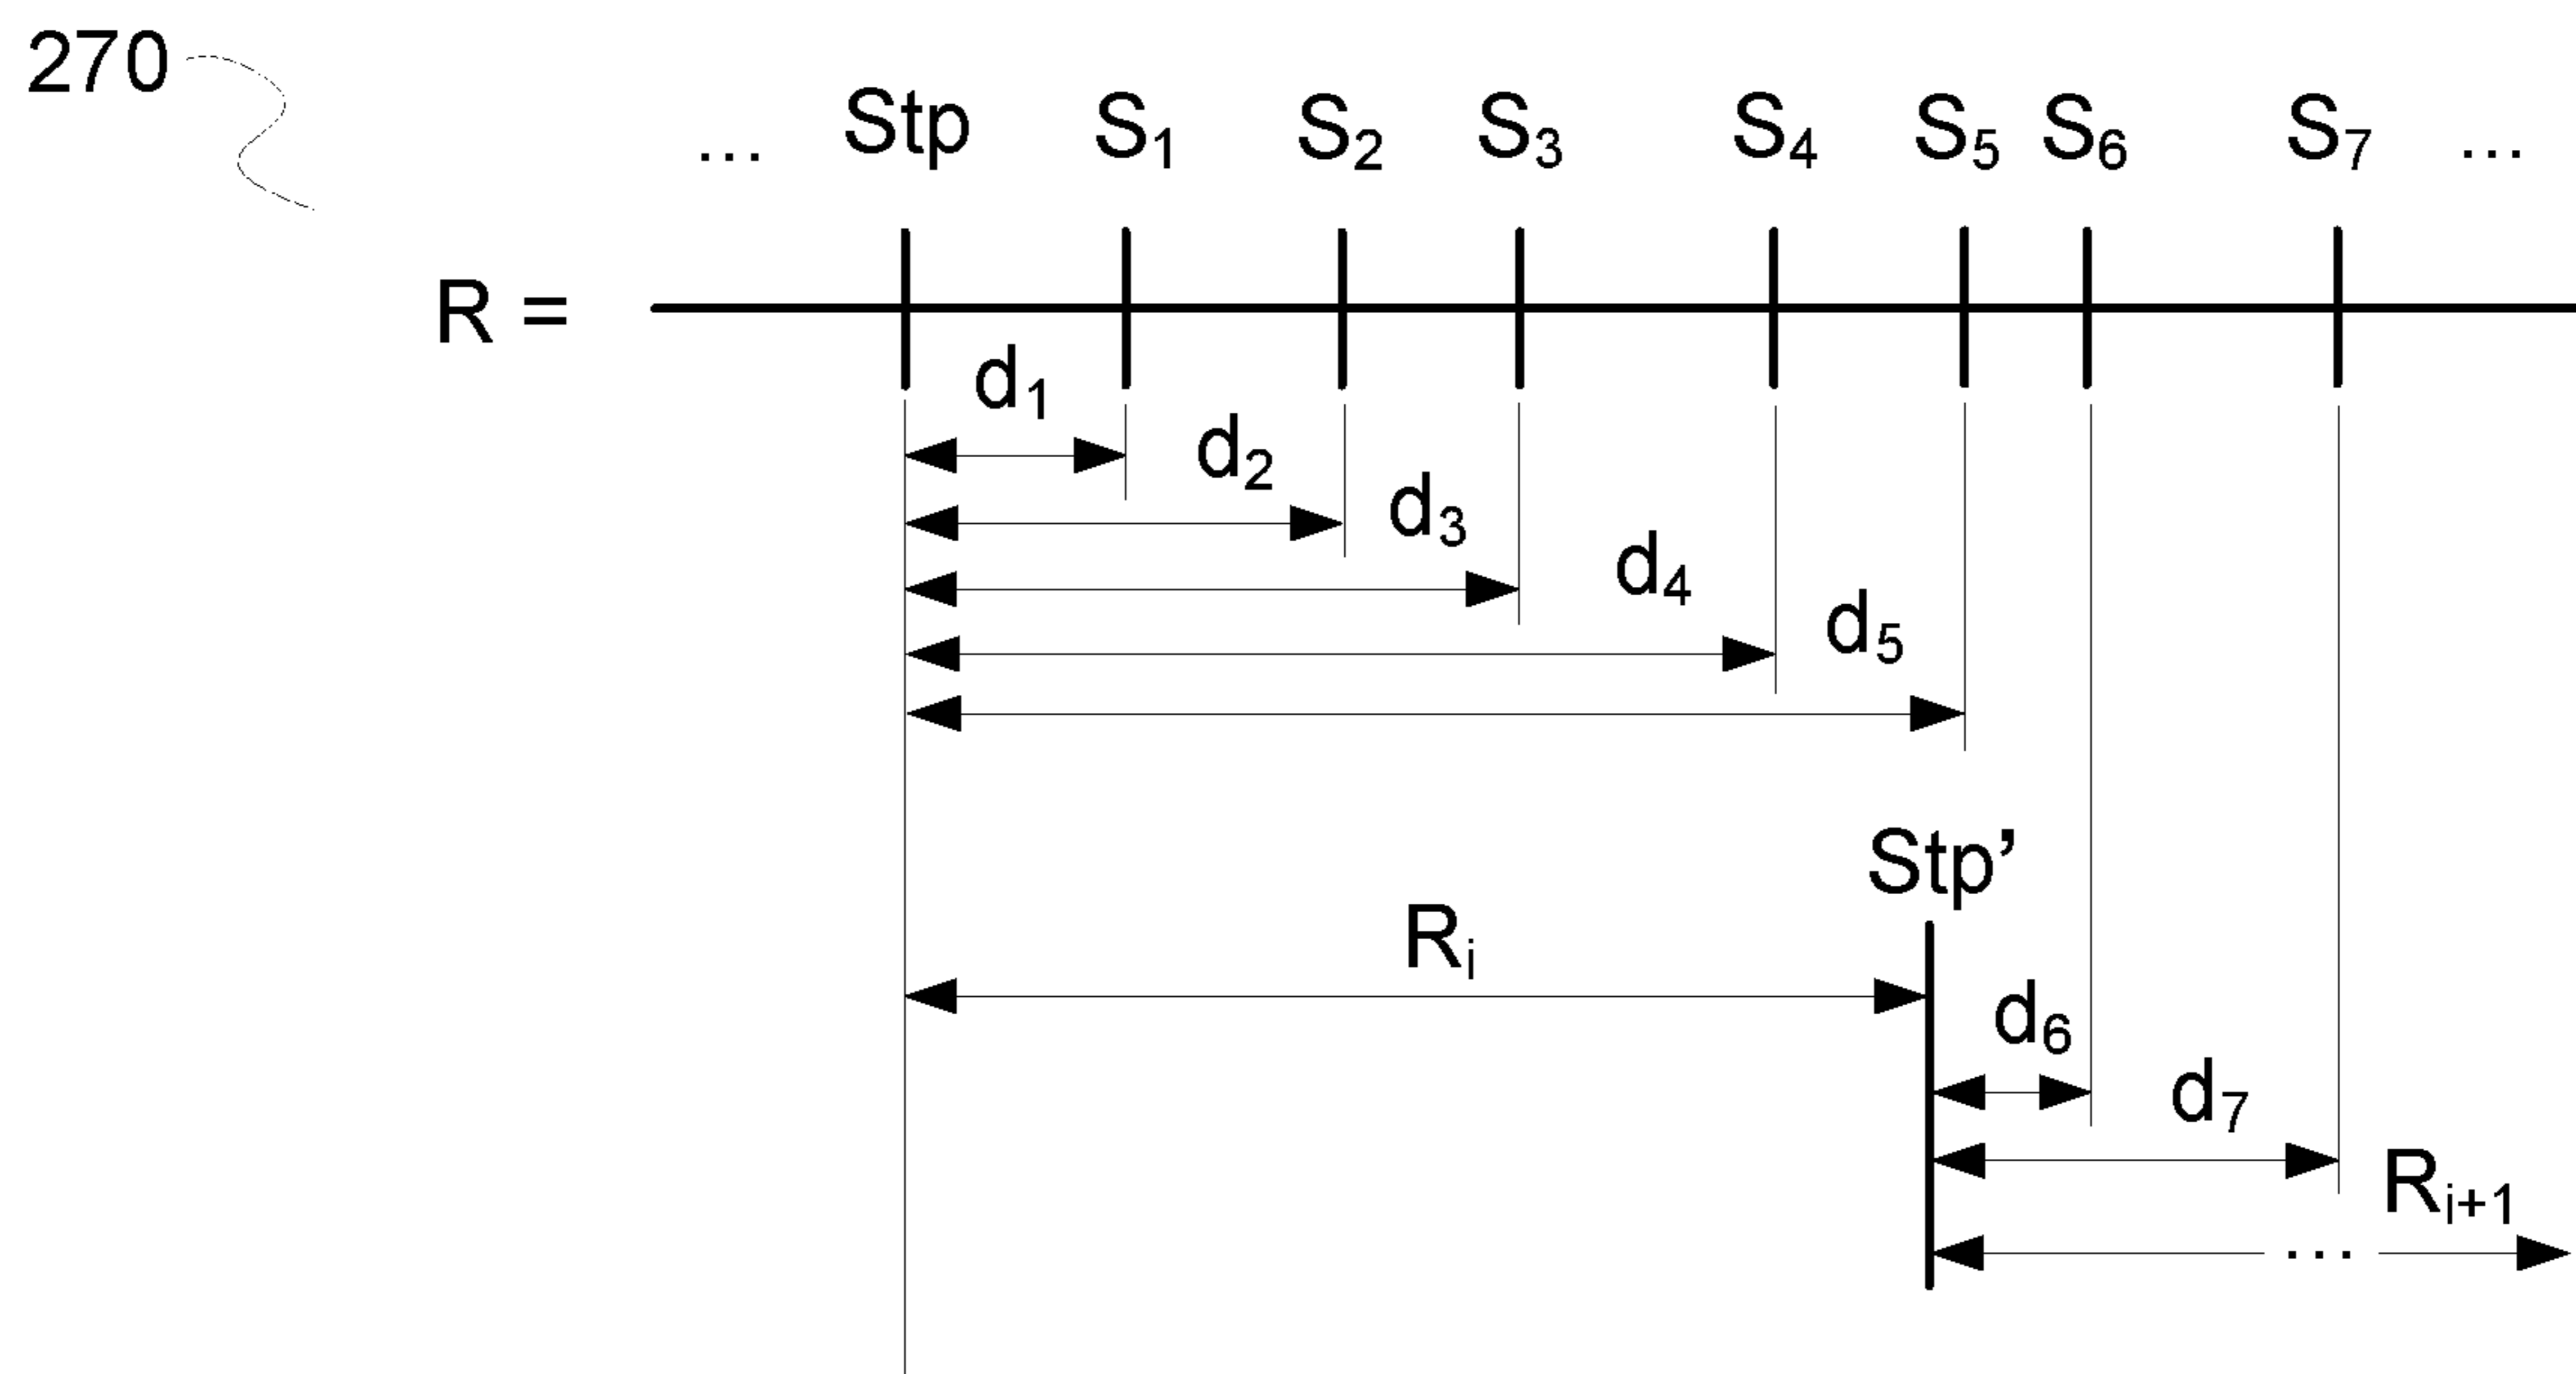 270
... Stp S₁ S₂ S₃ S₄ S₅ S₆ S₇ ...
R =
d₁
d₂
d₃
d₄
d₅
Stp’
Rᵢ
d₆
d₇
Rᵢ₊₁
...